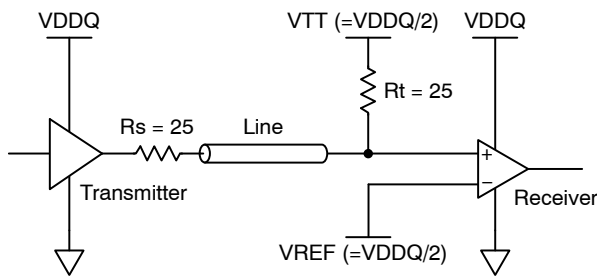 VDDQ
VTT (=VDDQ/2)
VDDQ
Rt = 25
Rs = 25
Line
+
−
Transmitter
Receiver
VREF (=VDDQ/2)